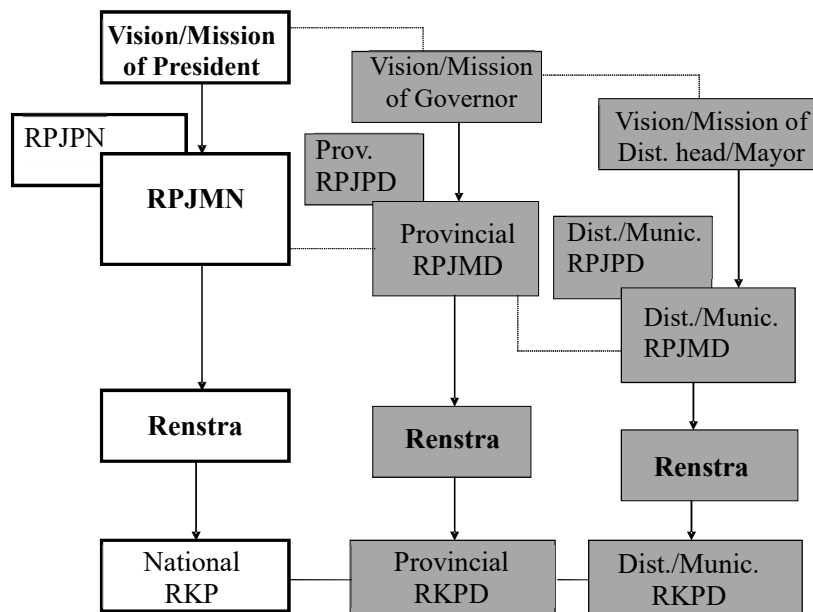 Vision/Mission
of President
Vision/Mission
of Governor
Vision/Mission of
Dist. head/Mayor
RPJPN
RPJMN
Prov.
RPJPD
Provincial
RPJMD
Dist./Munic.
RPJPD
Dist./Munic.
RPJMD
Renstra
Renstra
Renstra
National
RKP
Provincial
RKPD
Dist./Munic.
RKPD